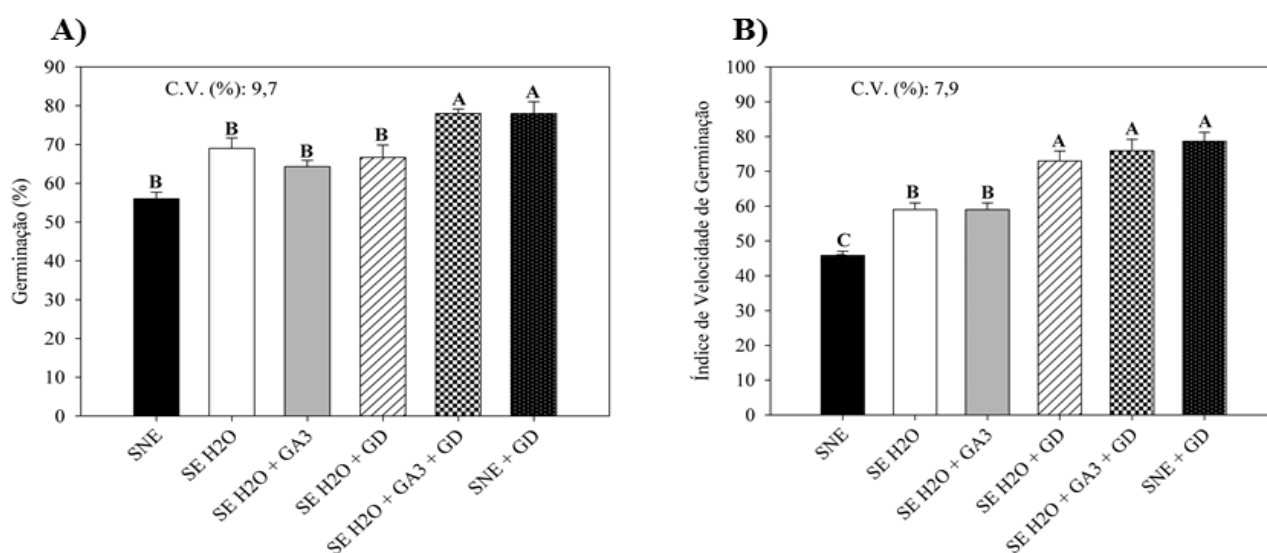 A)
C.V. (%): 9,7
Germinação (%)
90
80
70
60
50
40
30
20
10
0
B
B
B
B
A
A
SNE
SE H2O
SE H2O + GA3
SE H2O + GD
SE H2O + GA3 + GD
SNE + GD
B)
C.V. (%): 7,9
Índice de Velocidade de Germinação
100
90
80
70
60
50
40
30
20
10
0
C
B
B
A
A
A
SNE
SE H2O
SE H2O + GA3
SE H2O + GD
SE H2O + GA3 + GD
SNE + GD